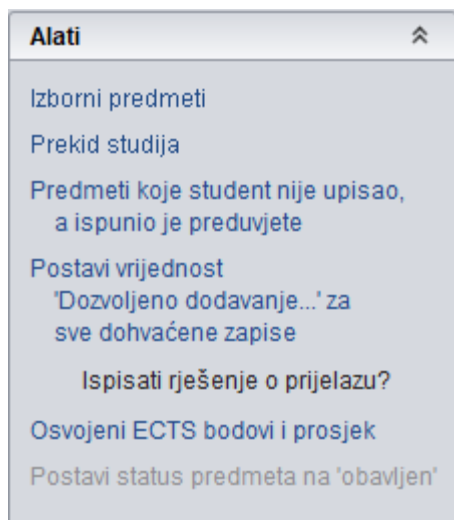 Alati
Izborni predmeti
Prekid studija
Predmeti koje student nije upisao,
a ispunio je preduvjete
Postavi vrijednost
'Dozvoljeno dodavanje...' za
sve dohvaćene zapise
Ispisati rješenje o prijelazu?
Osvojeni ECTS bodovi i prosjek
Postavi status predmeta na 'obavljen'